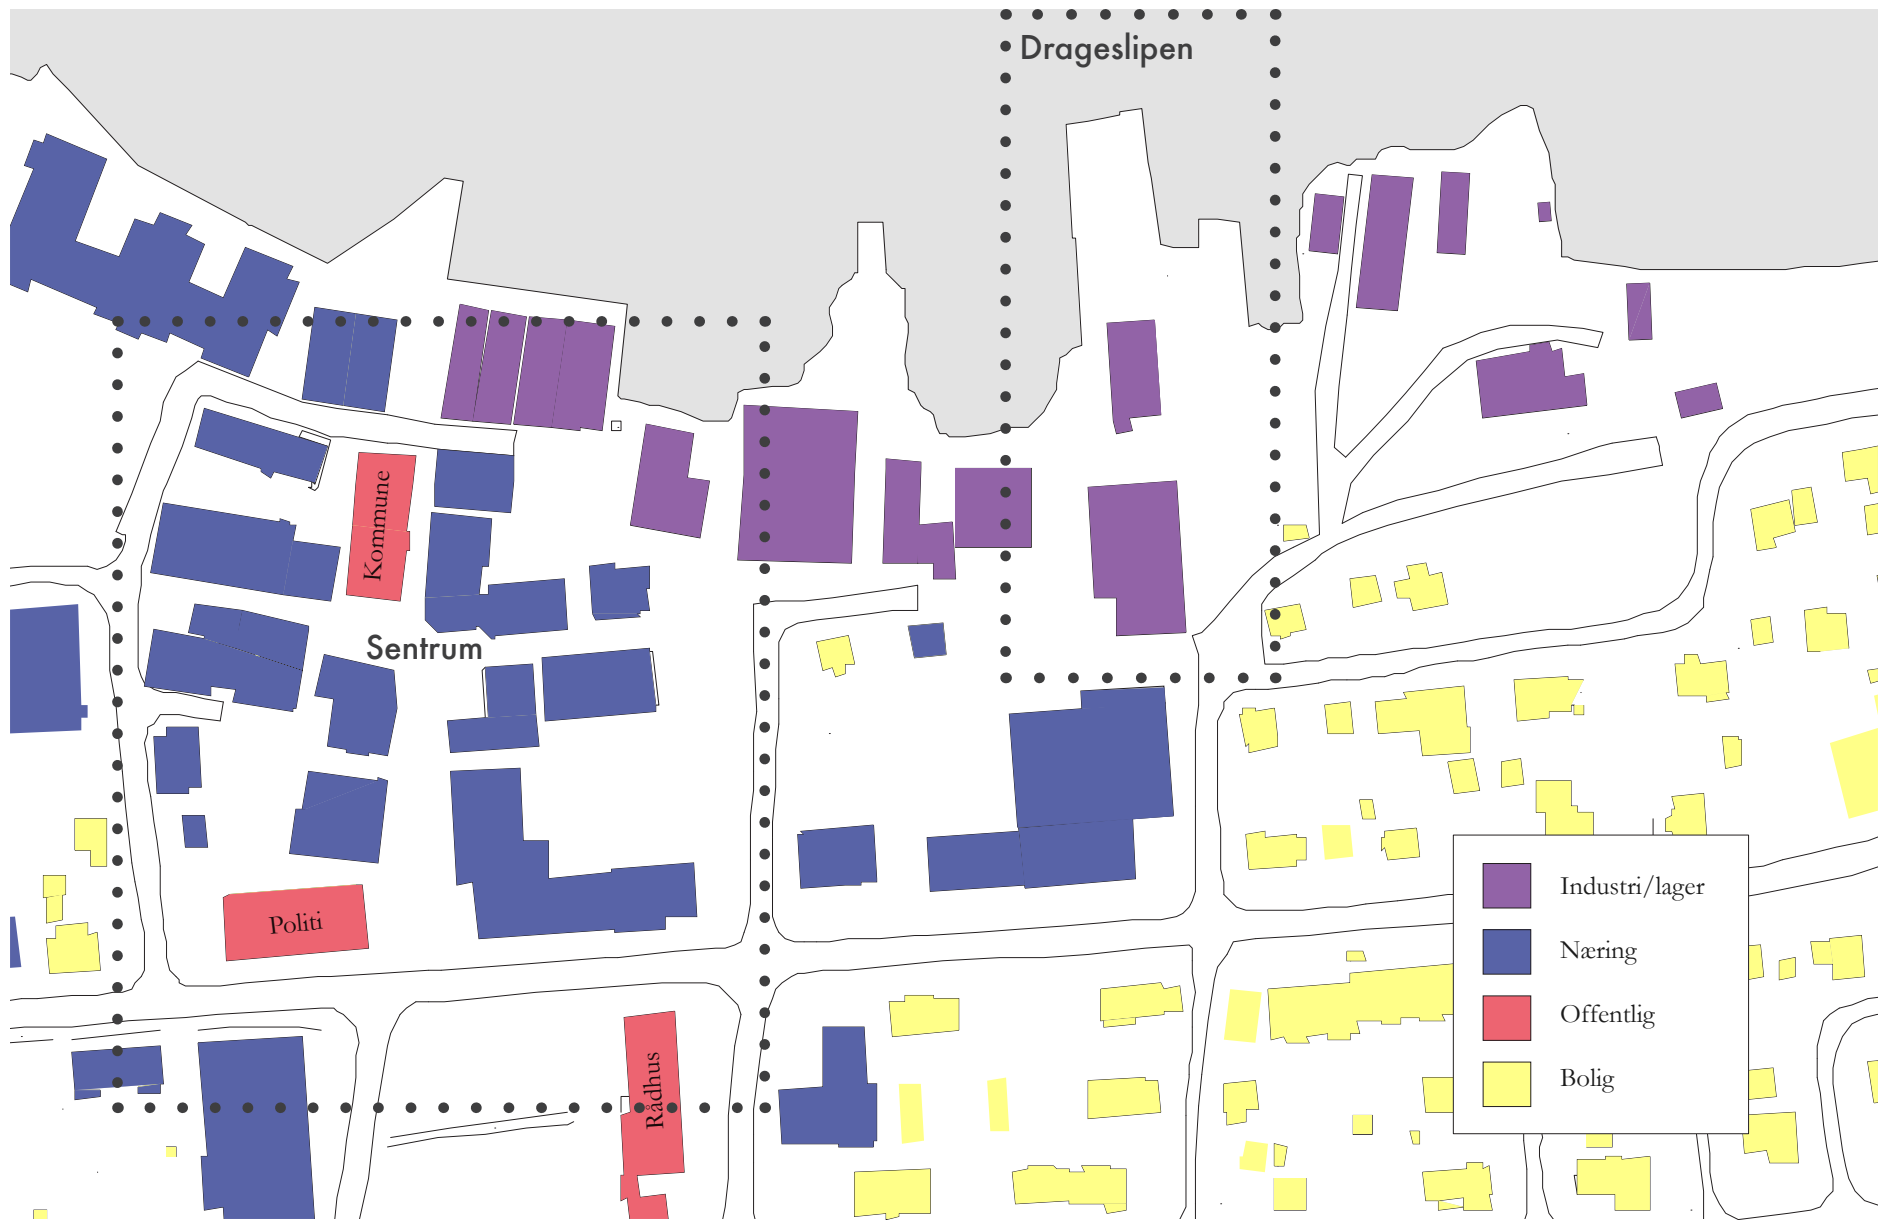 Drageslipen
Kommune
Sentrum
Politi
Rådhus
Industri/lager
Næring
Offentlig
Bolig